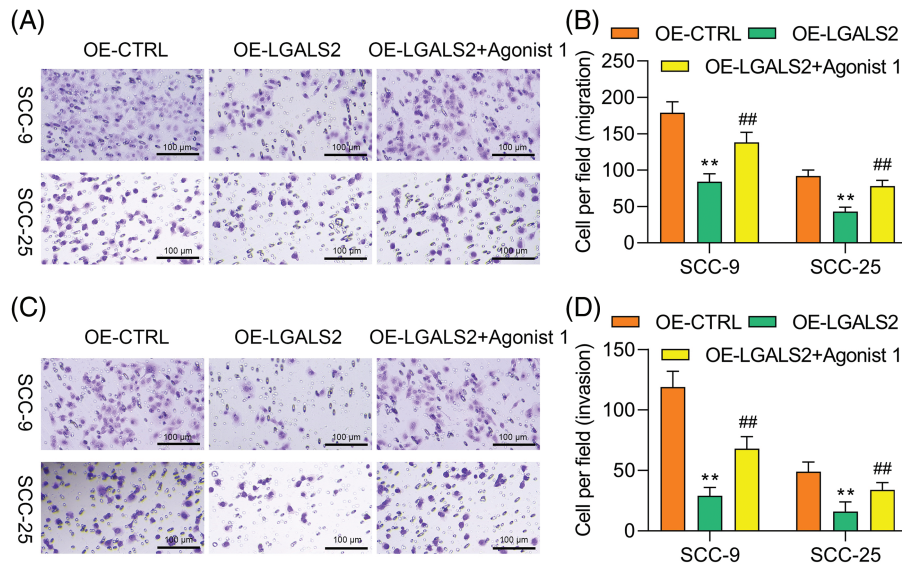 (A)
OE-CTRL OE-LGALS2 OE-LGALS2+Agonist 1
SCC-9
100 µm 100 µm 100 µm
SCC-25
100 µm 100 µm 100 µm
(B)
OE-CTRL OE-LGALS2
OE-LGALS2+Agonist 1
Cell per field (migration)
250
200
150
100
50
0
** ## ** ##
SCC-9 SCC-25
(C)
OE-CTRL OE-LGALS2 OE-LGALS2+Agonist 1
SCC-9
100 µm 100 µm 100 µm
SCC-25
100 µm 100 µm 100 µm
(D)
OE-CTRL OE-LGALS2
OE-LGALS2+Agonist 1
Cell per field (invasion)
150
100
50
0
** ## ** ##
SCC-9 SCC-25